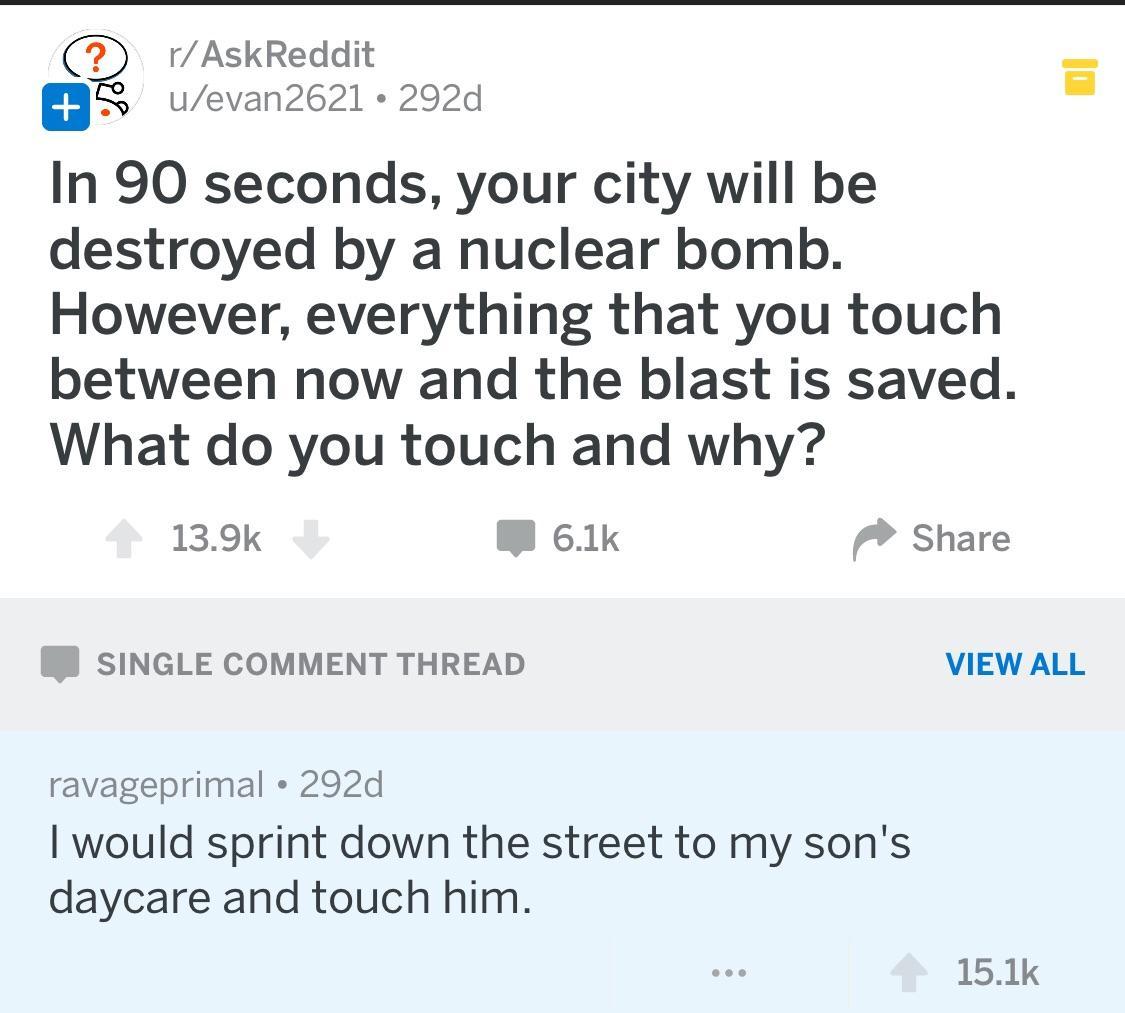 r/AskReddit
u/evan2621 • 292d
In 90 seconds, your city will be
destroyed by a nuclear bomb.
However, everything that you touch
between now and the blast is saved.
What do you touch and why?
13.9k 6.1k Share
SINGLE COMMENT THREAD VIEW ALL
ravageprimal • 292d
I would sprint down the street to my son's
daycare and touch him.
... 15.1k